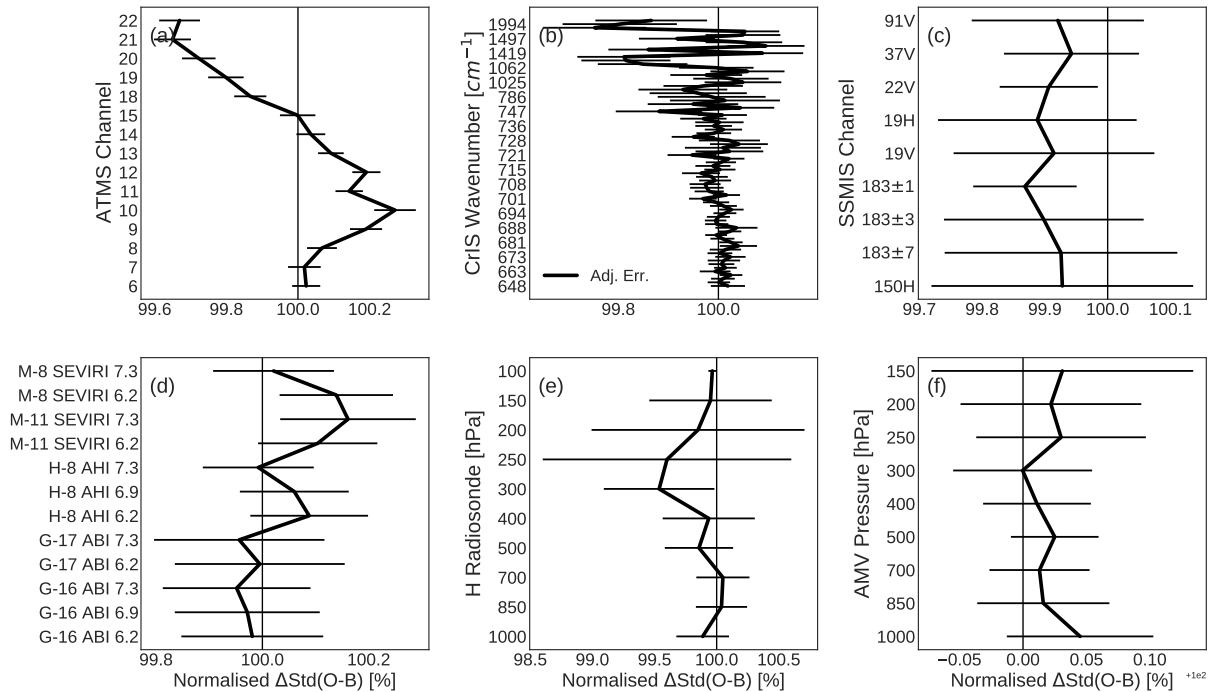 ATMS Channel
22
21
20
19
18
15
14
13
12
11
10
9
8
7
6
(a)
99.6 99.8 100.0 100.2
CrIS Wavenumber [cm⁻¹]
1994
1497
1419
1062
1025
786
747
736
728
721
715
708
701
694
688
681
673
663
648
(b)
Adj. Err.
99.8 100.0
SSMIS Channel
91V
37V
22V
19H
19V
183±1
183±3
183±7
150H
(c)
99.7 99.8 99.9 100.0 100.1
M-8 SEVIRI 7.3
M-8 SEVIRI 6.2
M-11 SEVIRI 7.3
M-11 SEVIRI 6.2
H-8 AHI 7.3
H-8 AHI 6.9
H-8 AHI 6.2
G-17 ABI 7.3
G-17 ABI 6.2
G-16 ABI 7.3
G-16 ABI 6.9
G-16 ABI 6.2
(d)
99.8 100.0 100.2
Normalised ΔStd(O-B) [%]
H Radiosonde [hPa]
100
150
200
250
300
400
500
700
850
1000
(e)
98.5 99.0 99.5 100.0 100.5
Normalised ΔStd(O-B) [%]
AMV Pressure [hPa]
150
200
250
300
400
500
700
850
1000
(f)
−0.05 0.00 0.05 0.10
Normalised ΔStd(O-B) [%] +1e2